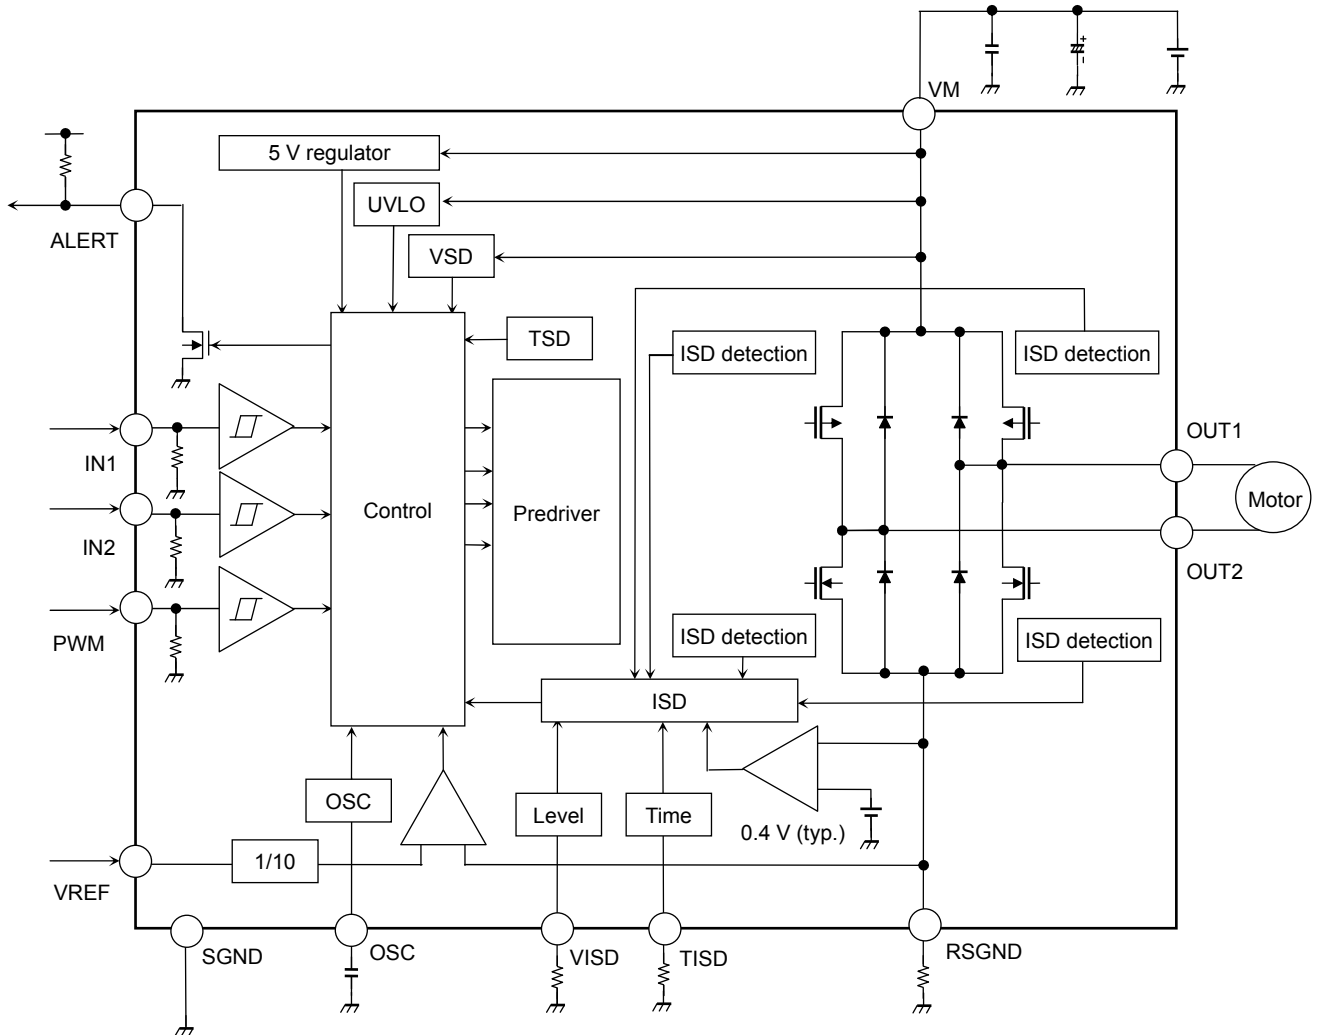 VM
5 V regulator
UVLO
ALERT
VSD
TSD
ISD detection
ISD detection
IN1
OUT1
Motor
Control
Predriver
IN2
OUT2
PWM
ISD detection
ISD detection
ISD
OSC
Level
Time
0.4 V (typ.)
1/10
VREF
SGND
OSC
VISD
TISD
RSGND
+
-